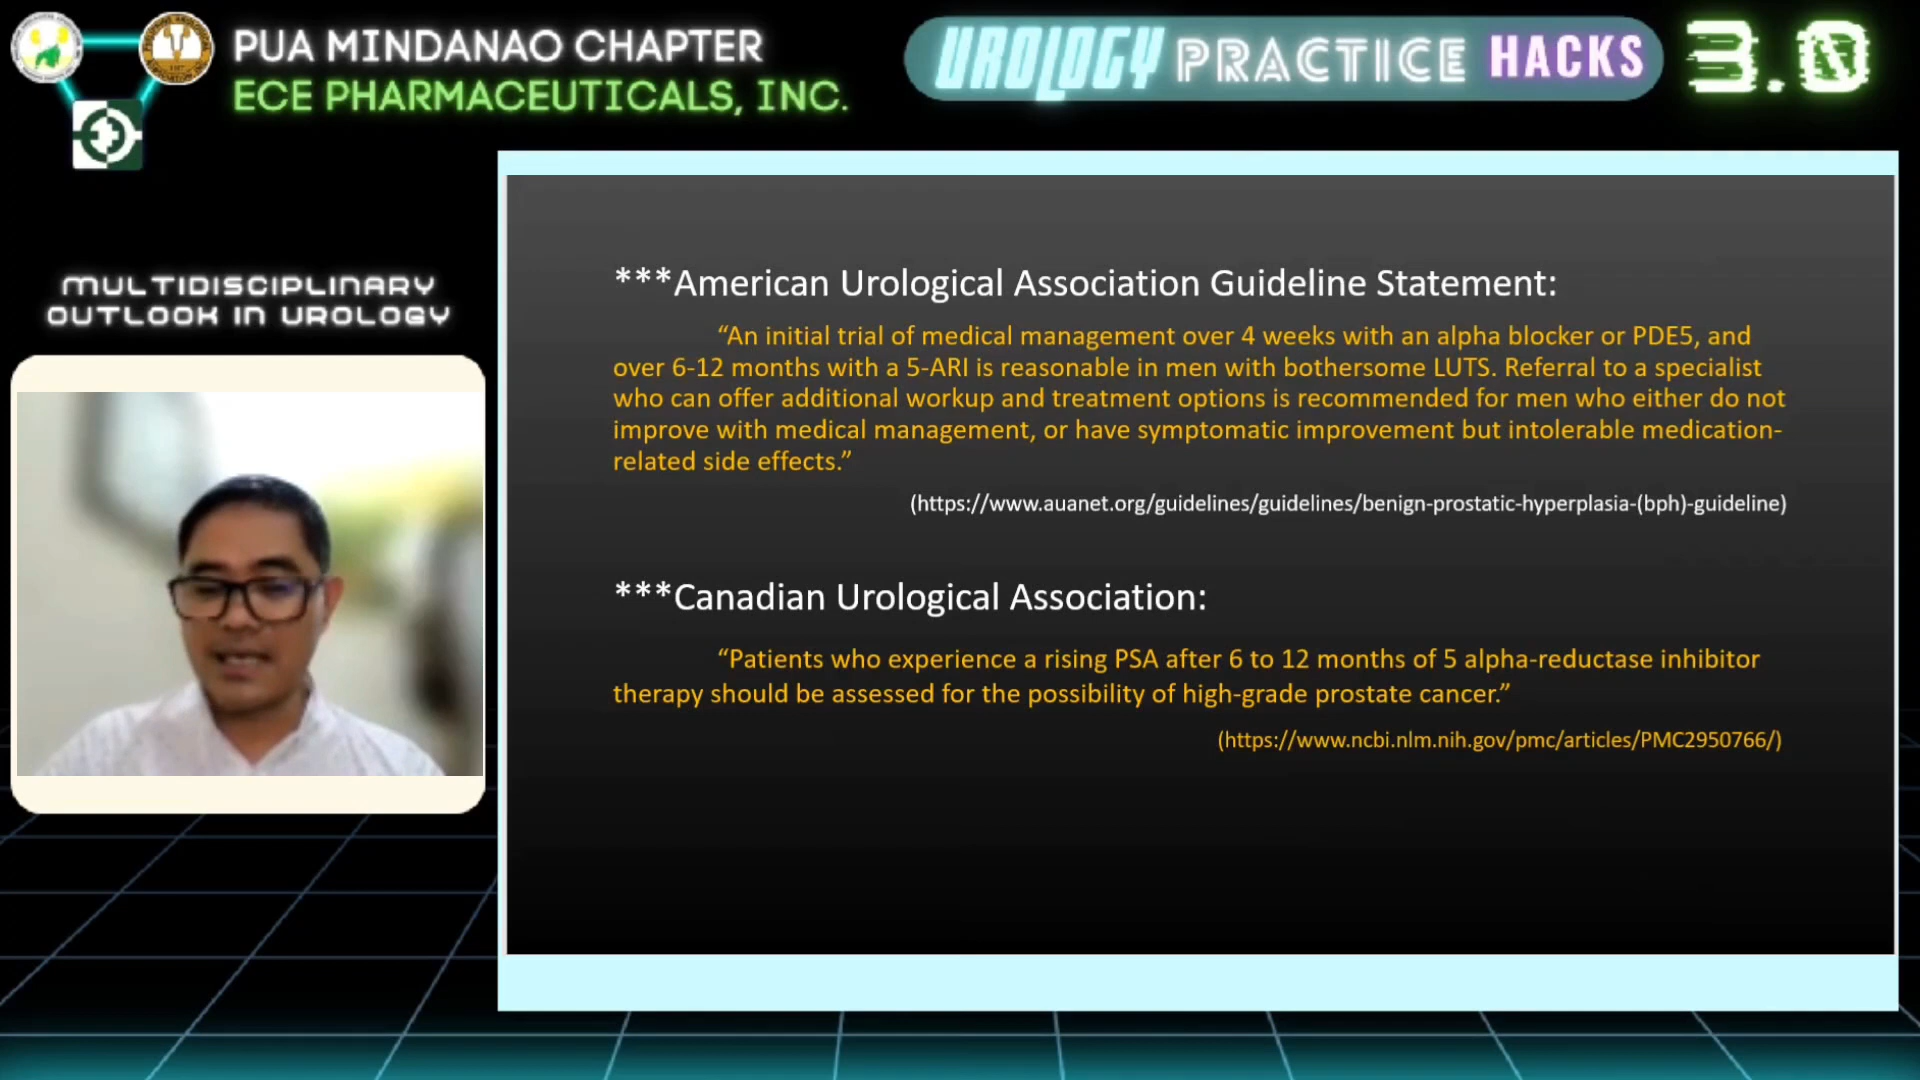 PUA MINDANAO CHAPTER
ECE PHARMACEUTICALS, INC.
UROLOGY PRACTICE HACKS 3.0
MULTIDISCIPLINARY
OUTLOOK IN UROLOGY
***American Urological Association Guideline Statement:
“An initial trial of medical management over 4 weeks with an alpha blocker or PDE5, and
over 6-12 months with a 5-ARI is reasonable in men with bothersome LUTS. Referral to a specialist
who can offer additional workup and treatment options is recommended for men who either do not
improve with medical management, or have symptomatic improvement but intolerable medication-
related side effects.”
(https://www.auanet.org/guidelines/guidelines/benign-prostatic-hyperplasia-(bph)-guideline)
***Canadian Urological Association:
“Patients who experience a rising PSA after 6 to 12 months of 5 alpha-reductase inhibitor
therapy should be assessed for the possibility of high-grade prostate cancer.”
(https://www.ncbi.nlm.nih.gov/pmc/articles/PMC2950766/)